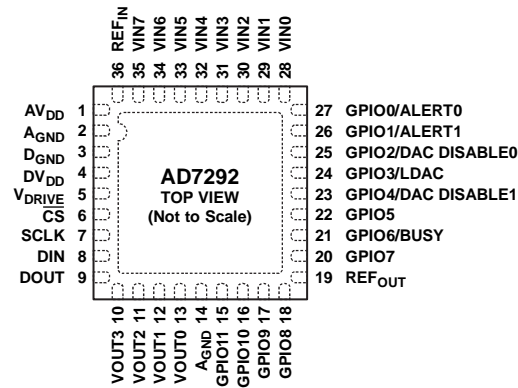 36 REFIN
35 VIN7
34 VIN6
33 VIN5
32 VIN4
31 VIN3
30 VIN2
29 VIN1
28 VIN0
AVDD 1
AGND 2
DGND 3
DVDD 4
VDRIVE 5
C̅S̅ 6
SCLK 7
DIN 8
DOUT 9
AD7292
TOP VIEW
(Not to Scale)
27 GPIO0/ALERT0
26 GPIO1/ALERT1
25 GPIO2/DAC DISABLE0
24 GPIO3/LDAC
23 GPIO4/DAC DISABLE1
22 GPIO5
21 GPIO6/BUSY
20 GPIO7
19 REFOUT
VOUT3 10
VOUT2 11
VOUT1 12
VOUT0 13
AGND 14
GPIO11 15
GPIO10 16
GPIO9 17
GPIO8 18